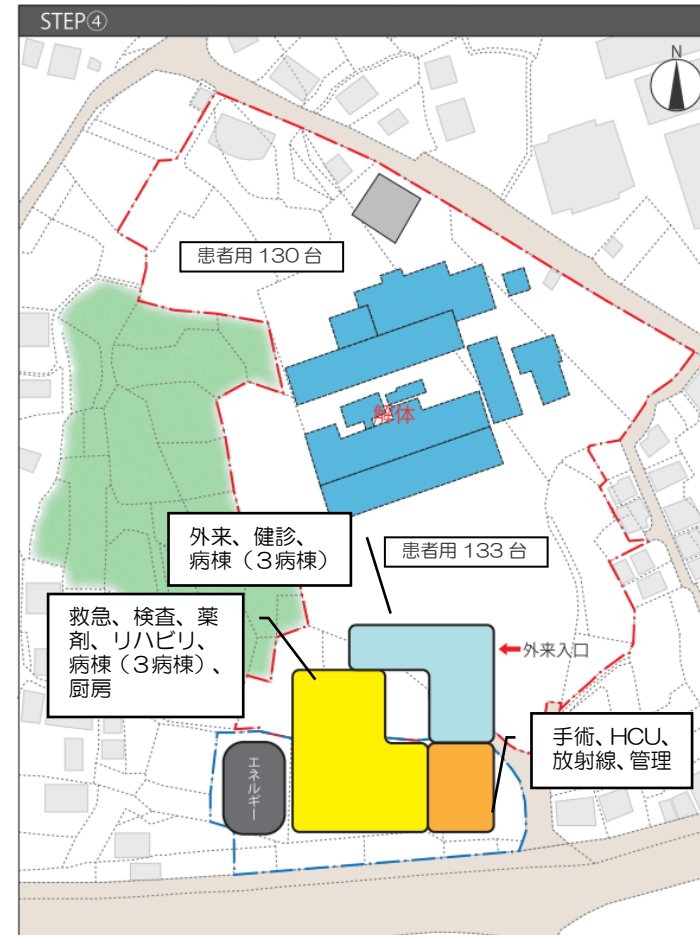 STEP④
N
患者用 130 台
解体
外来、健診、
病棟（３病棟）
患者用 133 台
救急、検査、薬
剤、リハビリ、
病棟（３病棟）、
厨房
外来入口
手術、HCU、
放射線、管理
エネルギー